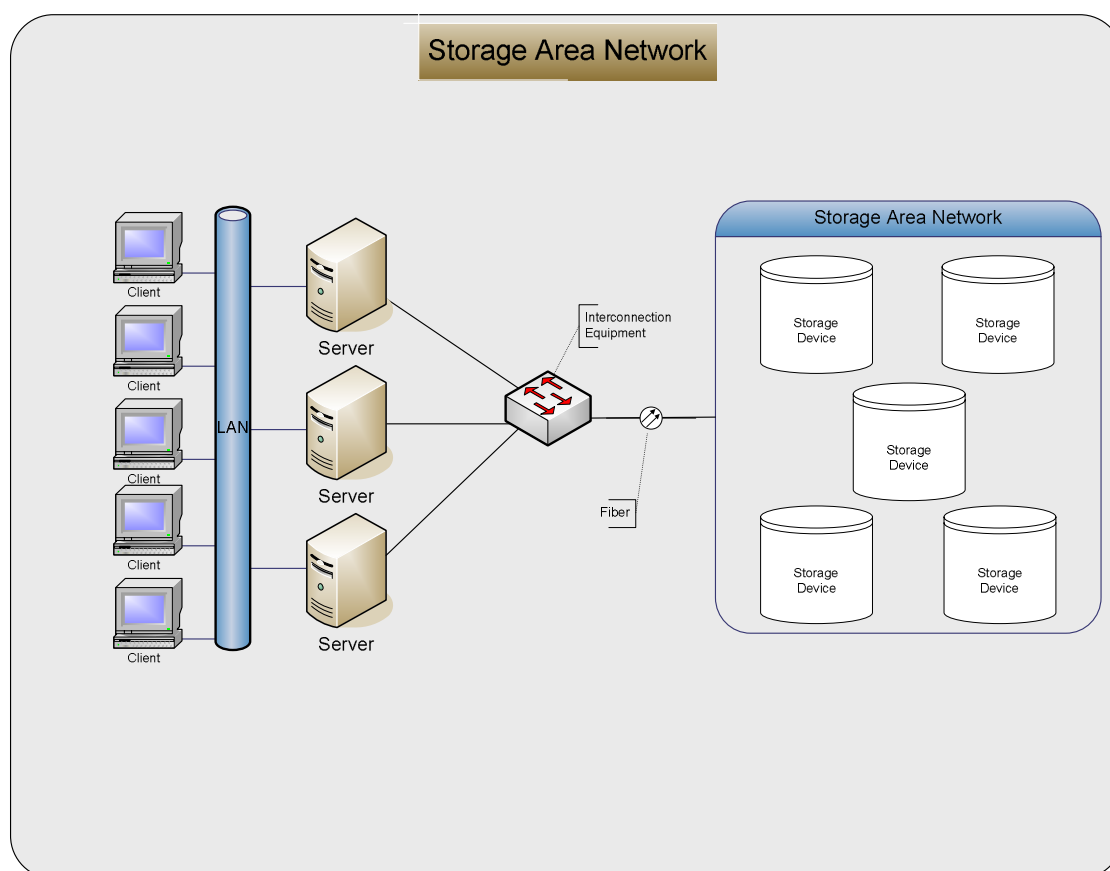 Storage Area Network
Storage Area Network
Client
Client
Client
Client
Client
LAN
Server
Server
Server
Interconnection
Equipment
Fiber
Storage
Device
Storage
Device
Storage
Device
Storage
Device
Storage
Device